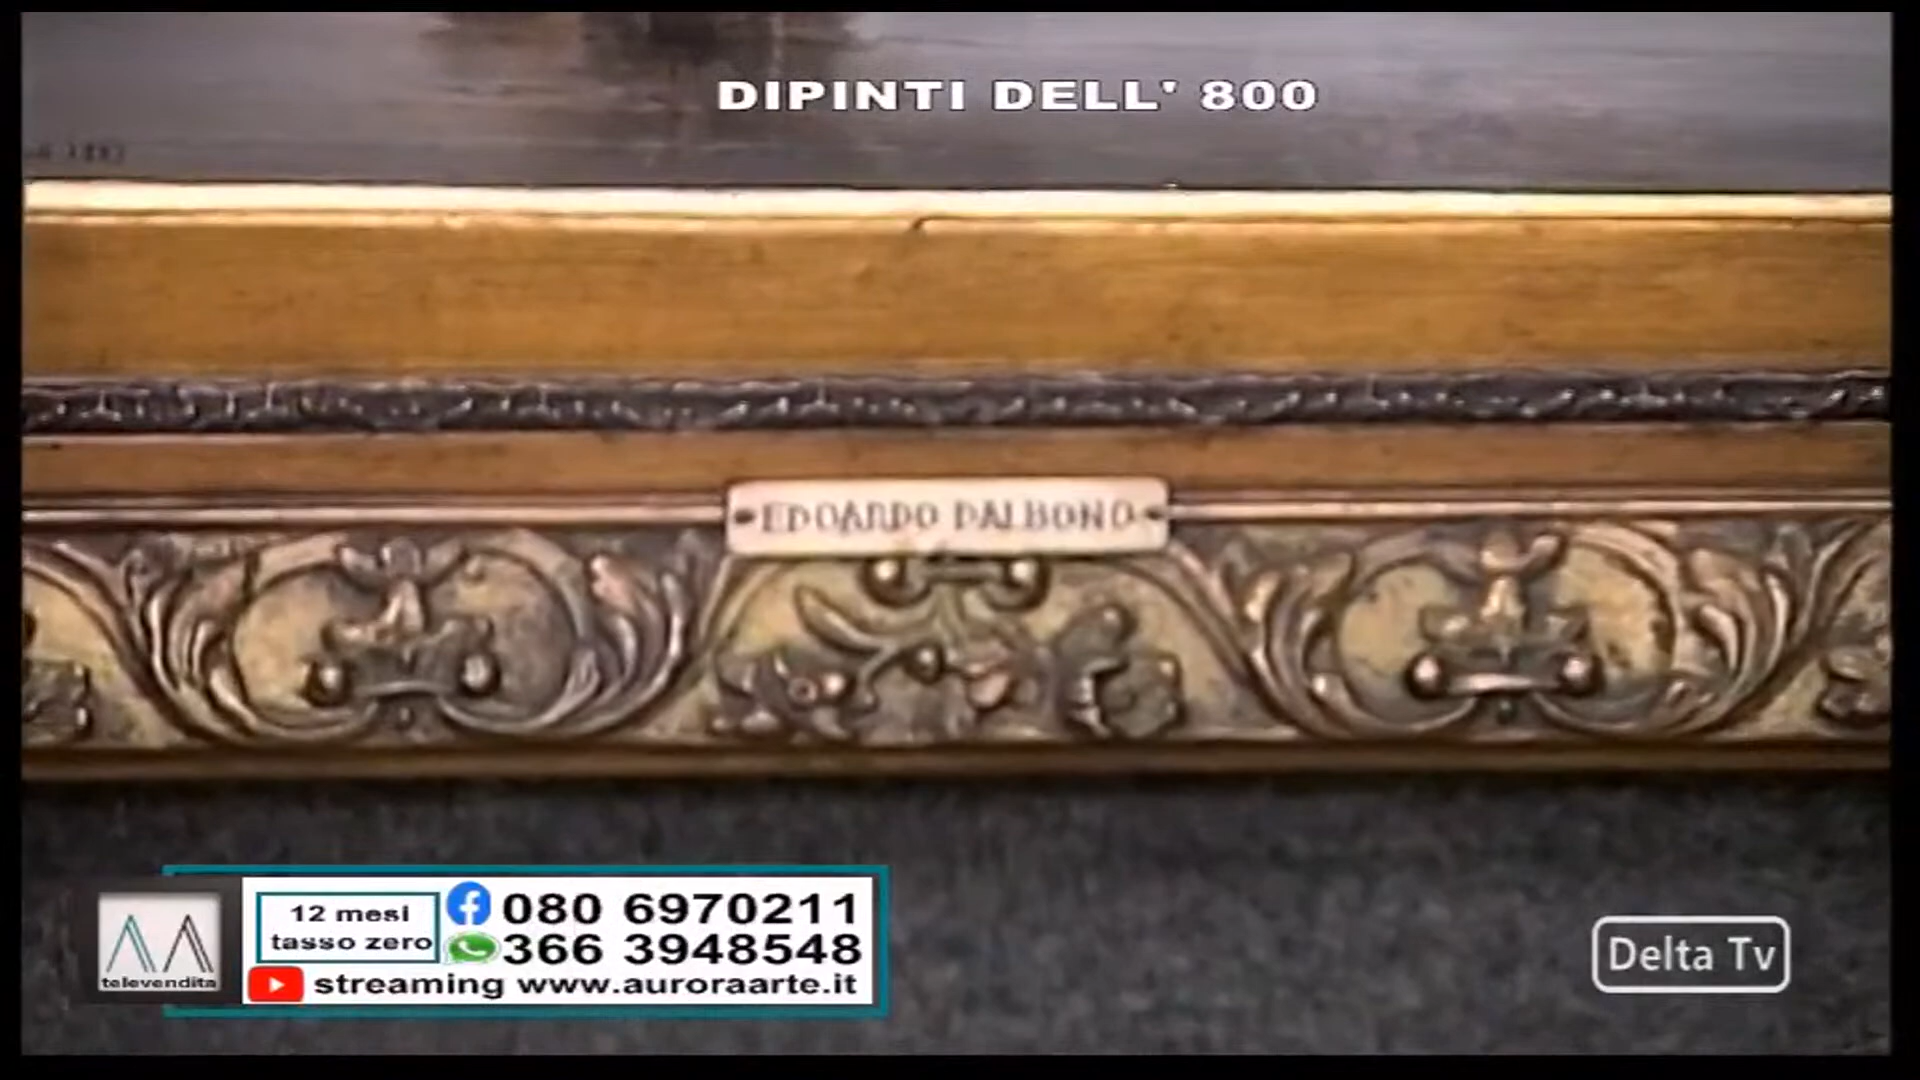 DIPINTI DELL' 800
EDOARDO DALBONO
12 mesi
tasso zero
080 6970211
366 3948548
streaming www.auroraarte.it
televendita
Delta Tv